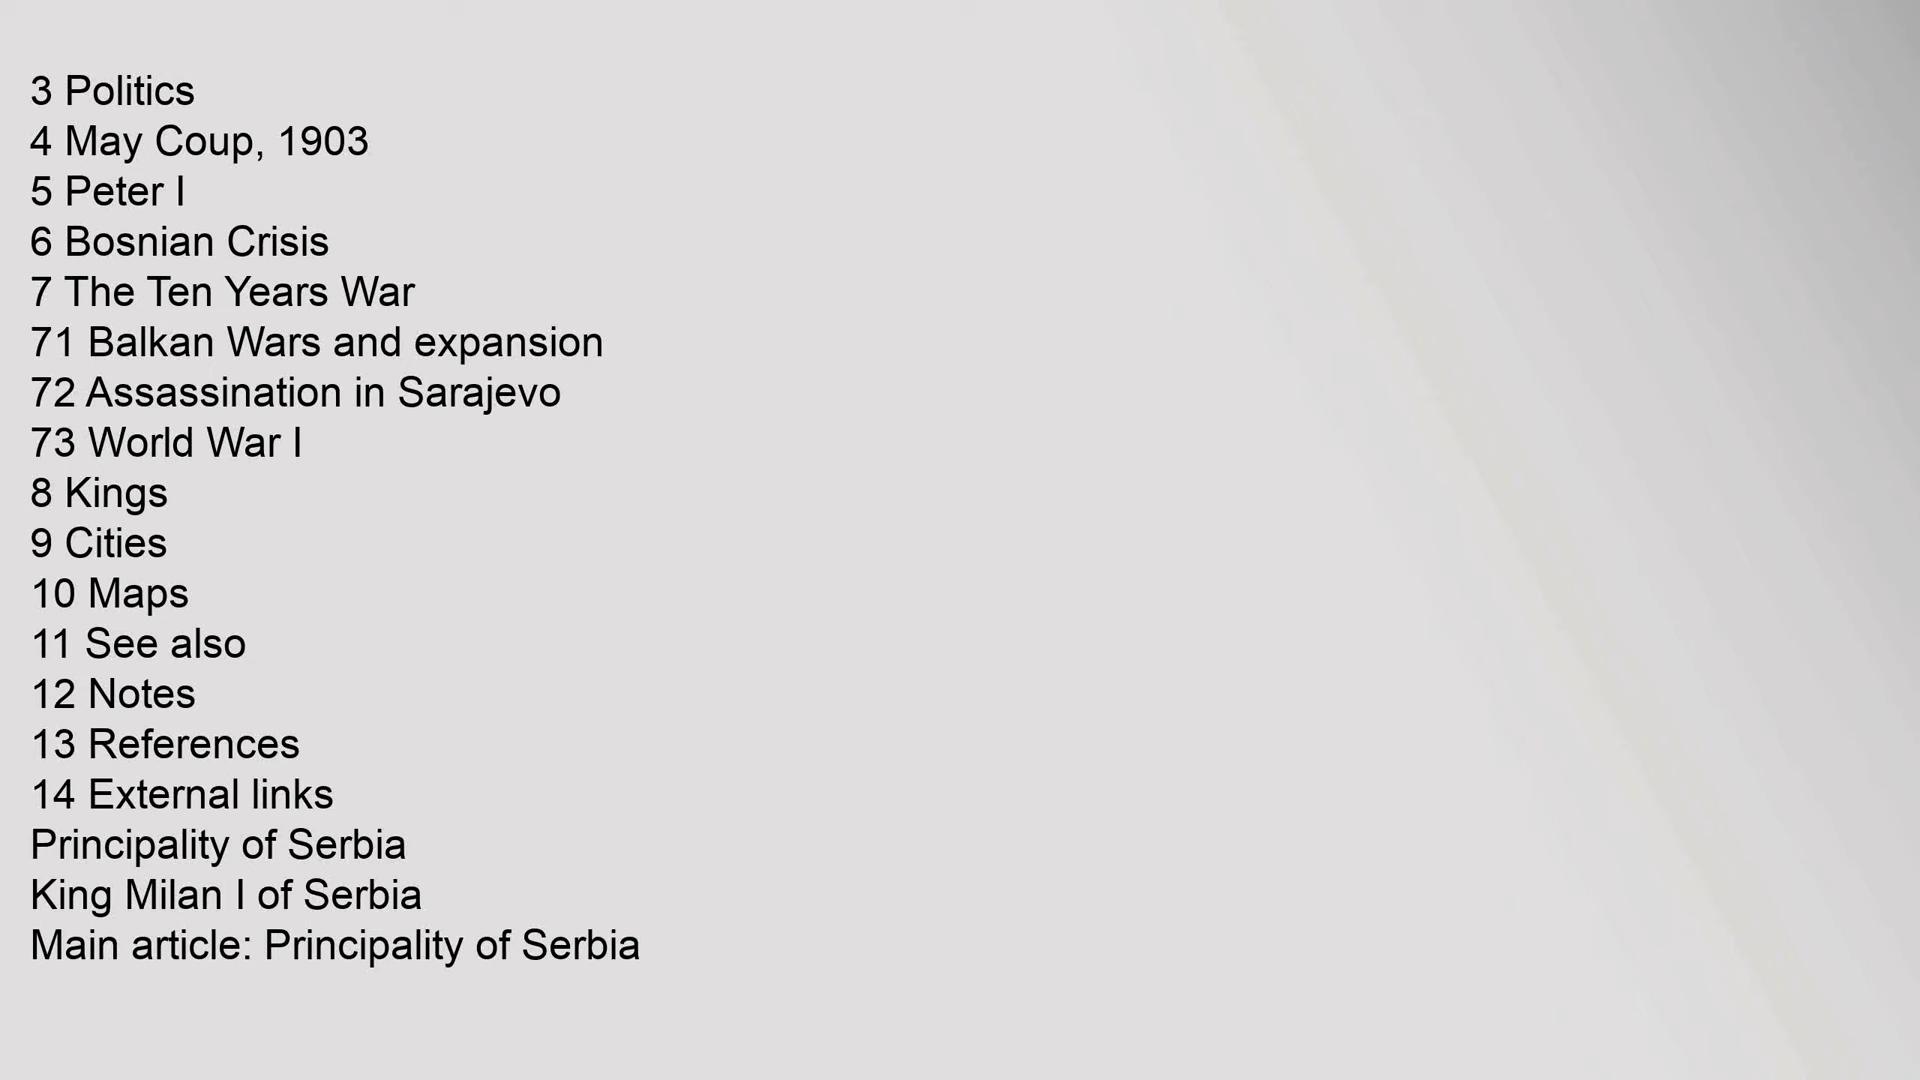 3 Politics
4 May Coup, 1903
5 Peter I
6 Bosnian Crisis
7 The Ten Years War
71 Balkan Wars and expansion
72 Assassination in Sarajevo
73 World War I
8 Kings
9 Cities
10 Maps
11 See also
12 Notes
13 References
14 External links
Principality of Serbia
King Milan I of Serbia
Main article: Principality of Serbia